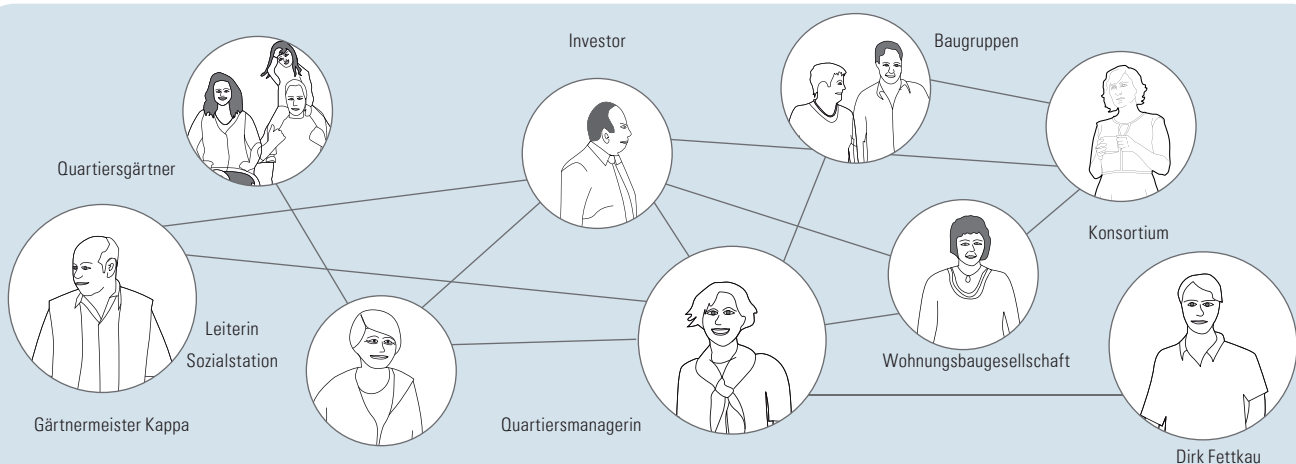 Investor
Baugruppen
Quartiersgärtner
Konsortium
Leiterin
Sozialstation
Wohnungsbaugesellschaft
Gärtnermeister Kappa
Quartiersmanagerin
Dirk Fettkau